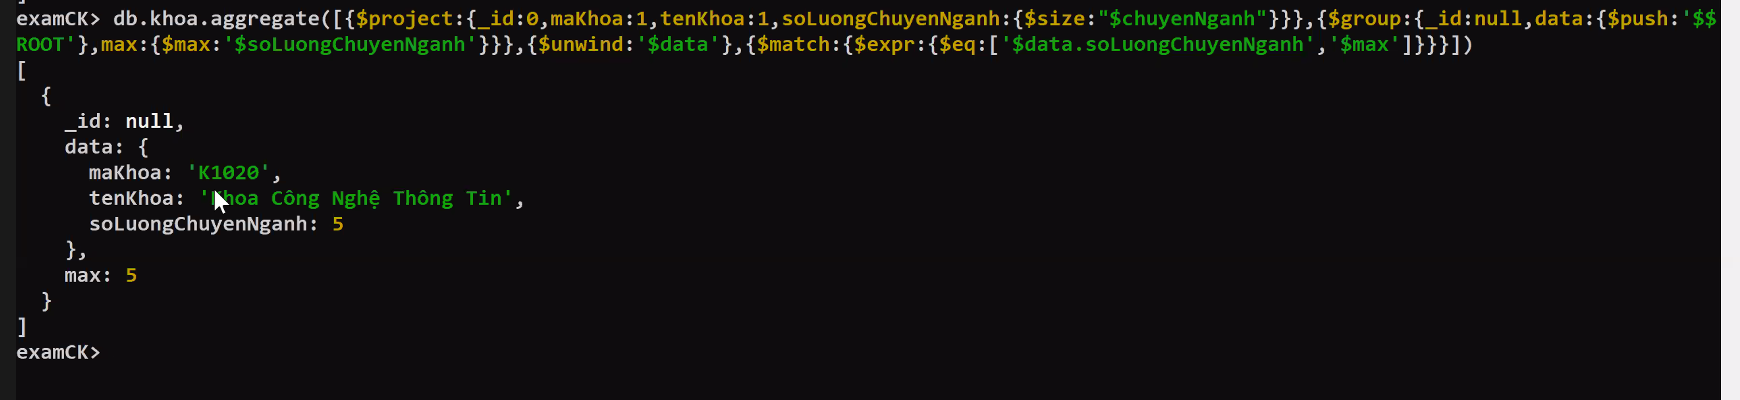 ]
examCK> db.khoa.aggregate([{$project:{_id:0,maKhoa:1,tenKhoa:1,soLuongChuyenNganh:{$size:"$chuyenNganh"}}},{$group:{_id:null,data:{$push:'$$
ROOT'},max:{$max:'$soLuongChuyenNganh'}}},{$unwind:'$data'},{$match:{$expr:{$eq:['$data.soLuongChuyenNganh','$max']}}}])
[
  {
    _id: null,
    data: {
      maKhoa: 'K1020',
      tenKhoa: 'Khoa Công Nghệ Thông Tin',
      soLuongChuyenNganh: 5
    },
    max: 5
  }
]
examCK>